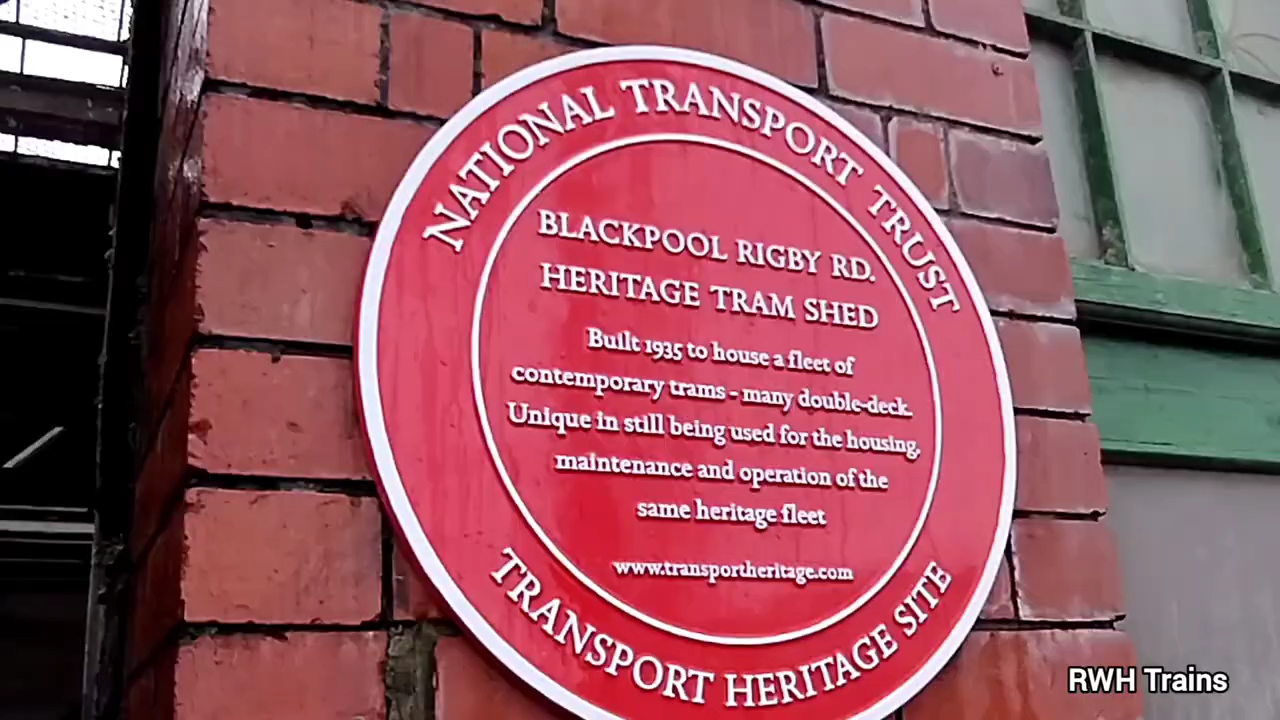 NATIONAL TRANSPORT TRUST
BLACKPOOL RIGBY RD.
HERITAGE TRAM SHED
Built 1935 to house a fleet of
contemporary trams - many double-deck.
Unique in still being used for the housing,
maintenance and operation of the
same heritage fleet
www.transportheritage.com
TRANSPORT HERITAGE SITE
RWH Trains